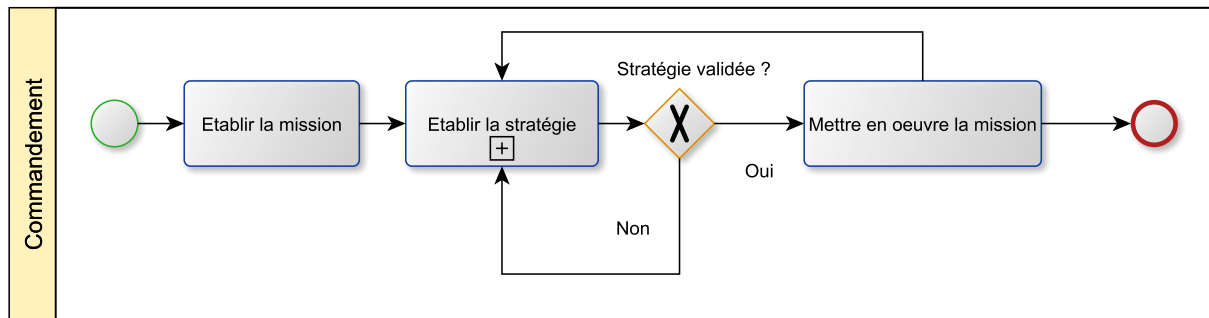 Commandement
Etablir la mission
Etablir la stratégie
Stratégie validée ?
Mettre en oeuvre la mission
Oui
Non